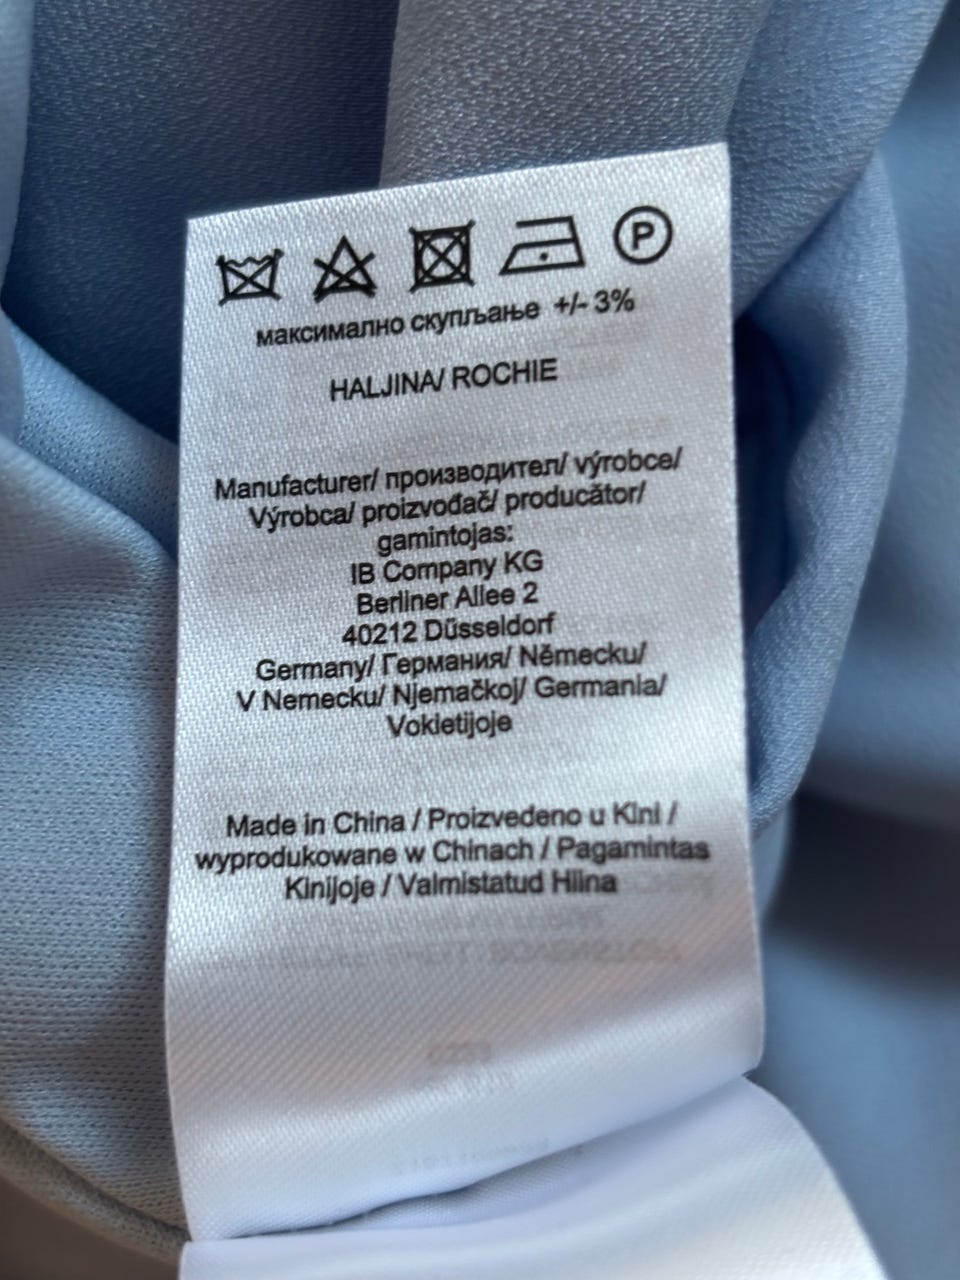 P
максимално скупљање +/- 3%
HALJINA/ ROCHIE
Manufacturer/ производител/ výrobce/
Výrobca/ proizvođač/ producător/
gamintojas:
IB Company KG
Berliner Allee 2
40212 Düsseldorf
Germany/ Германия/ Německu/
V Nemecku/ Njemačkoj/ Germania/
Vokietijoje
Made in China / Proizvedeno u Kini /
wyprodukowane w Chinach / Pagamintas
Kinijoje / Valmistatud Hiina